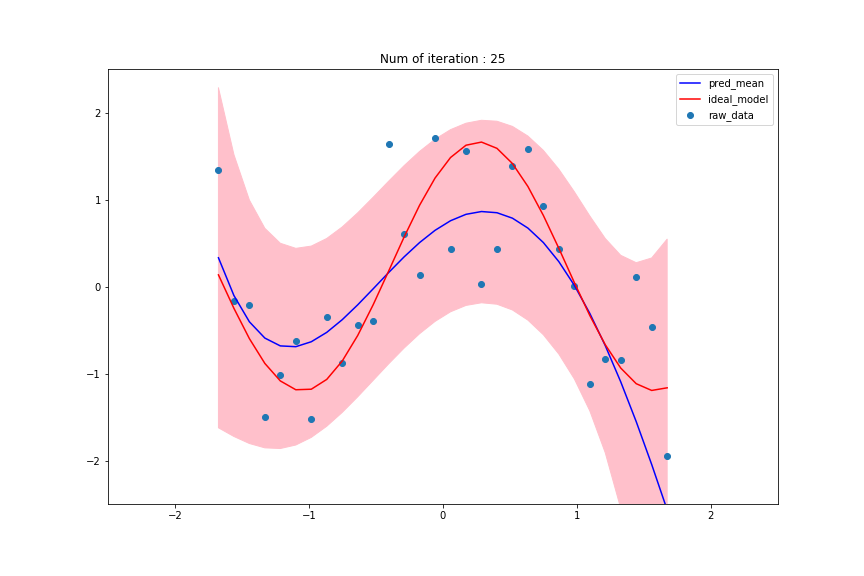 Num of iteration : 25
pred_mean
ideal_model
raw_data
2
1
0
−1
−2
−2
−1
0
1
2